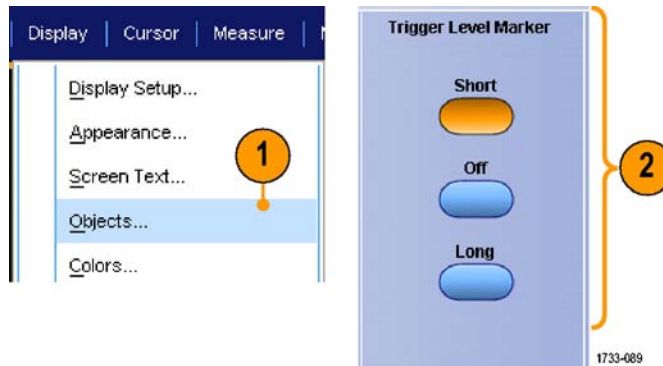 Display | Cursor | Measure |
Display Setup...
Appearance...
Screen Text...
1
Objects...
Colors...
Trigger Level Marker
Short
Off
Long
2
1733-089